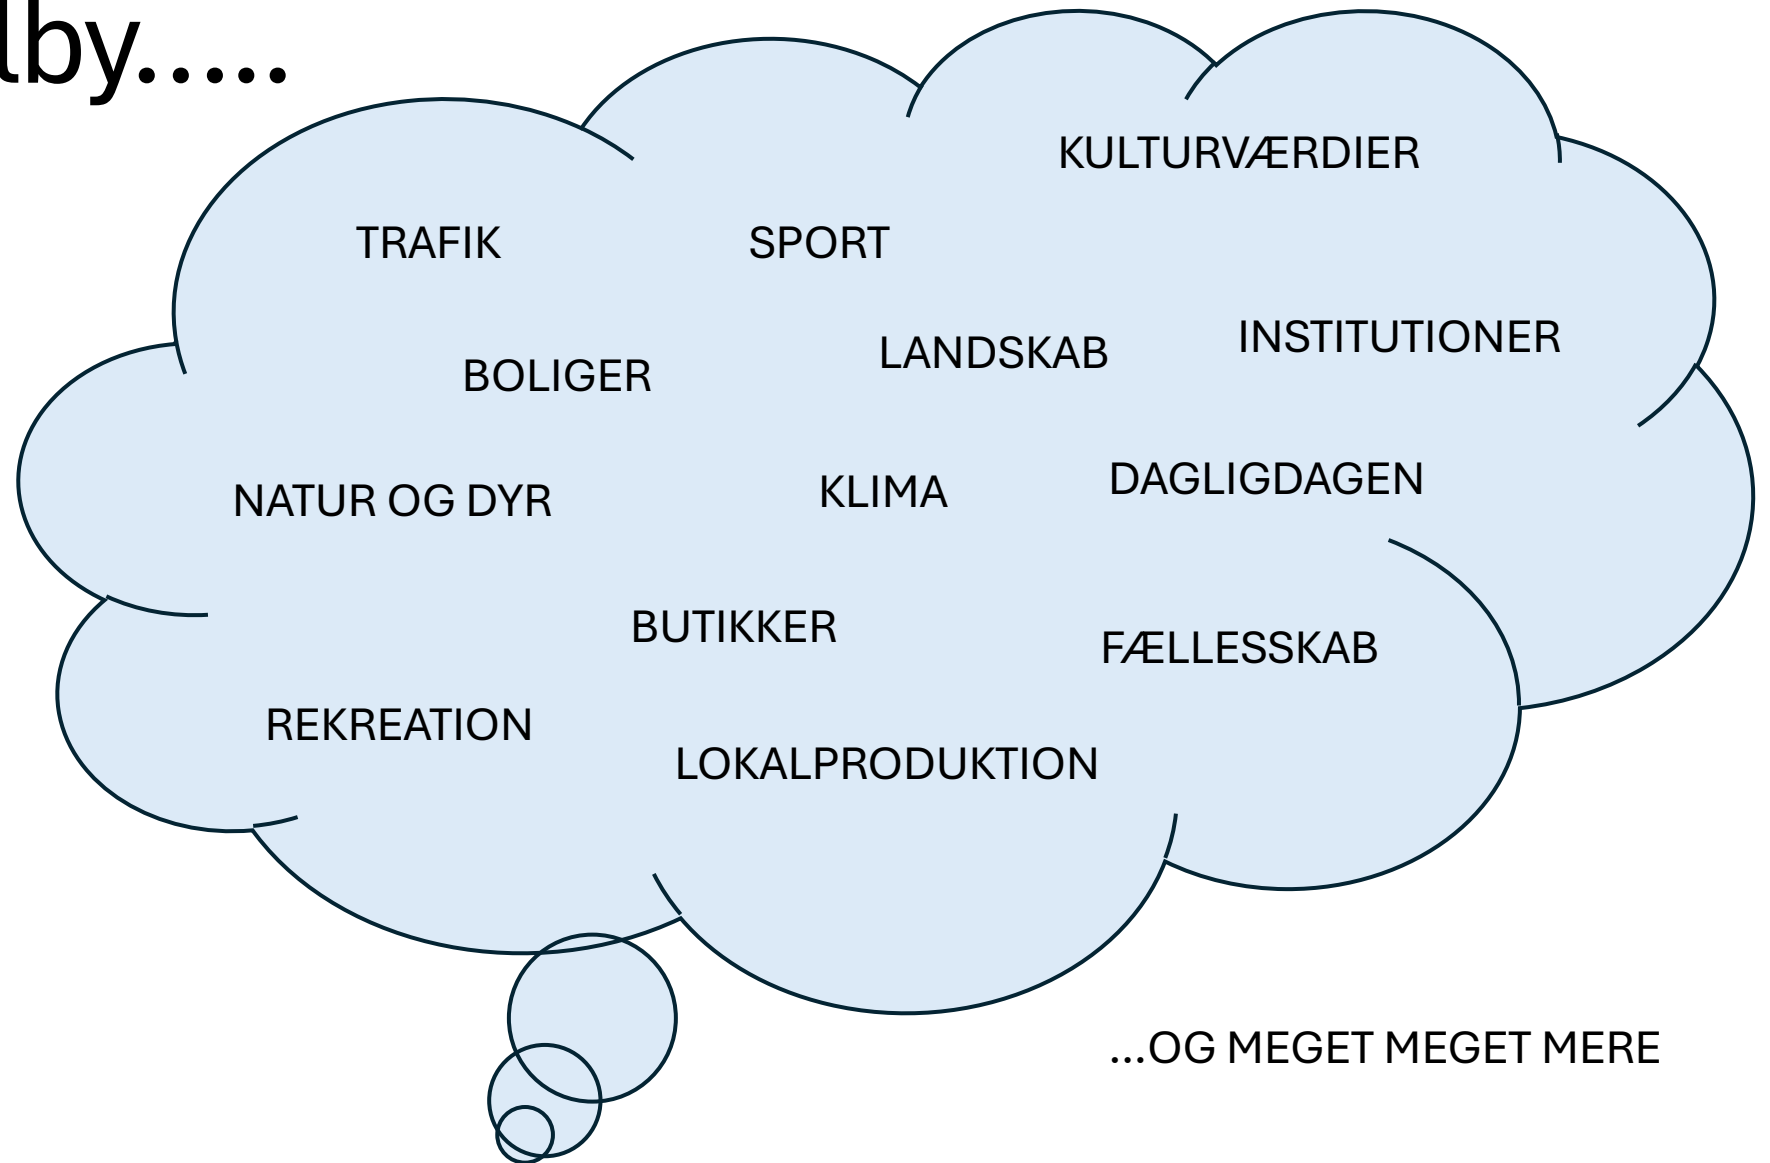 lby.....
KULTURVÆRDIER
TRAFIK
SPORT
INSTITUTIONER
LANDSKAB
BOLIGER
DAGLIGDAGEN
KLIMA
NATUR OG DYR
BUTIKKER
FÆLLESSKAB
REKREATION
LOKALPRODUKTION
...OG MEGET MEGET MERE